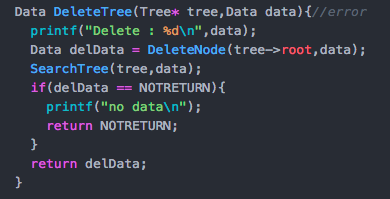 Data DeleteTree(Tree* tree,Data data){//error
  printf("Delete : %d\n",data);
  Data delData = DeleteNode(tree->root,data);
  SearchTree(tree,data);
  if(delData == NOTRETURN){
    printf("no data\n");
    return NOTRETURN;
  }
  return delData;
}